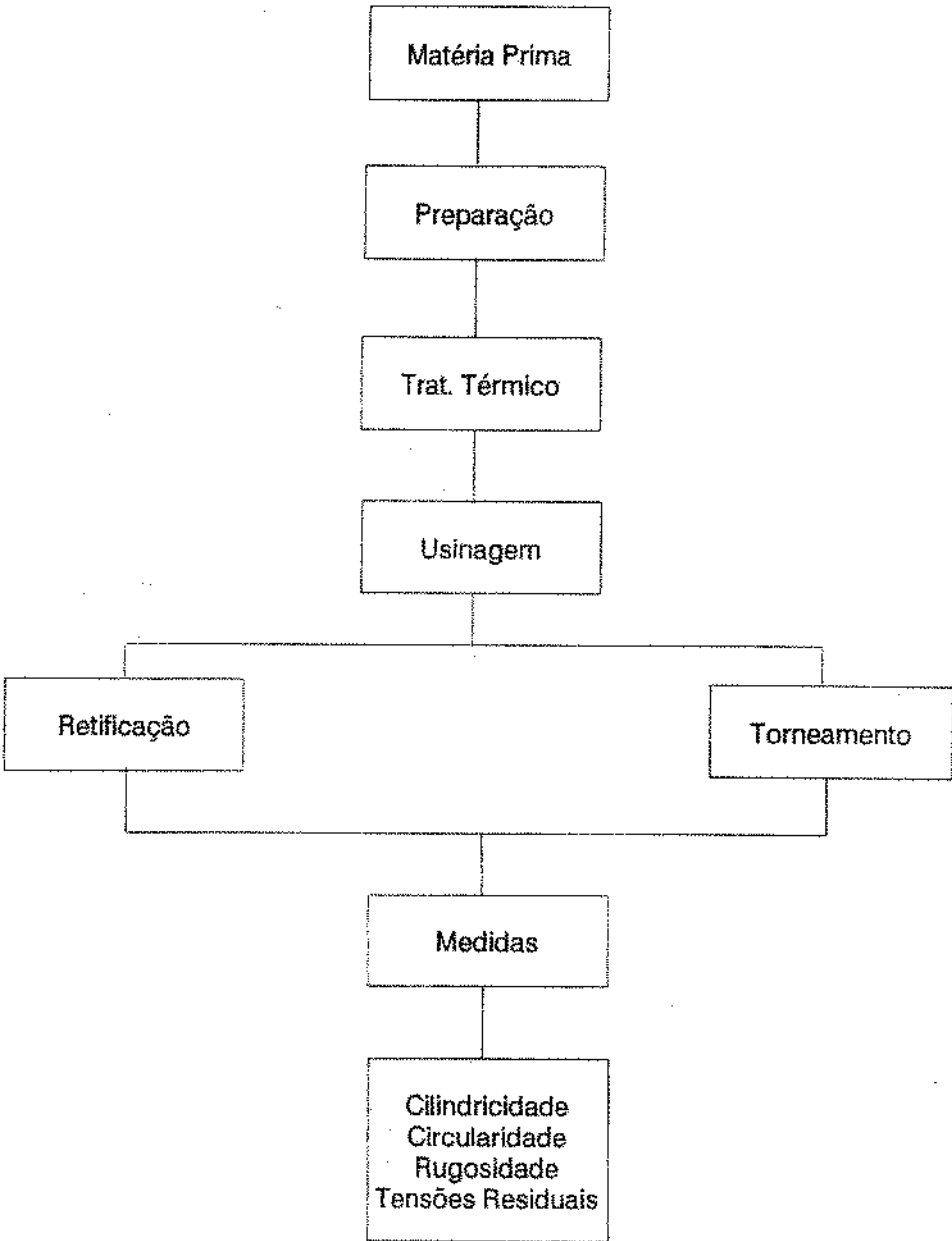 Matéria Prima
Preparação
Trat. Térmico
Usinagem
Retificação
Torneamento
Medidas
Cilindricidade
Circularidade
Rugosidade
Tensões Residuais